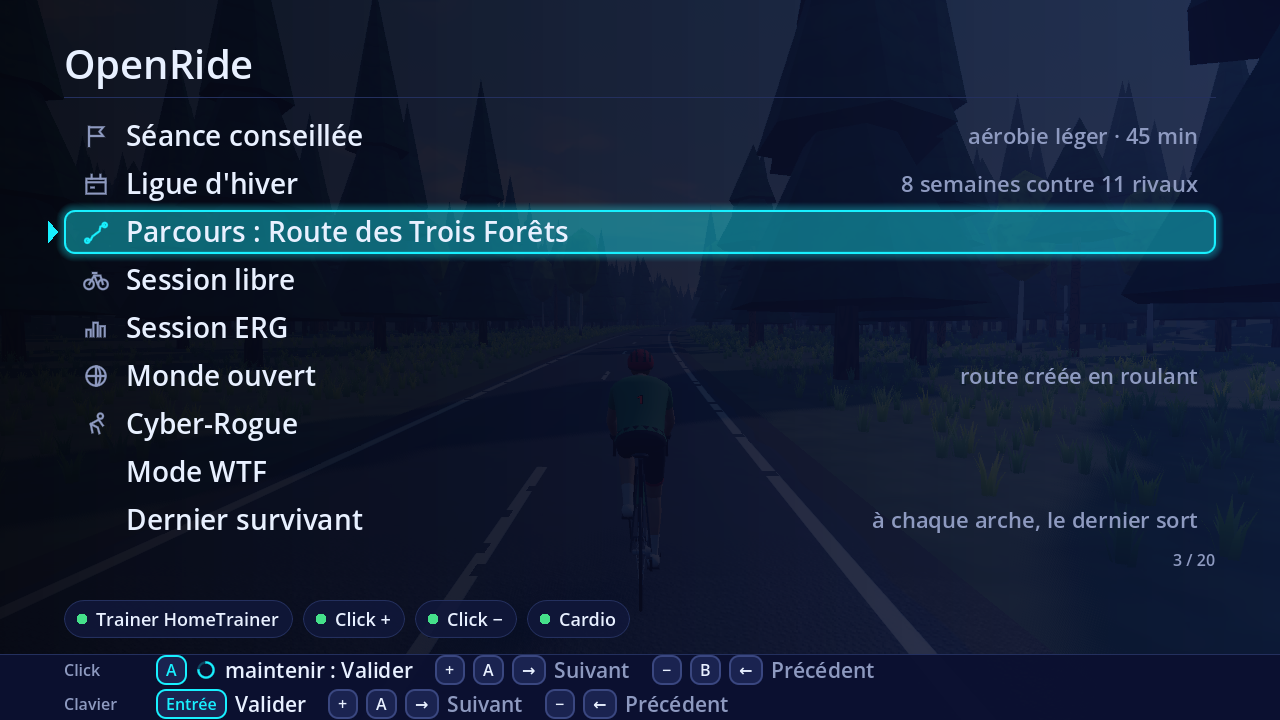 OpenRide
Séance conseillée aérobie léger · 45 min
Ligue d'hiver 8 semaines contre 11 rivaux
Parcours : Route des Trois Forêts
Session libre
Session ERG
Monde ouvert route créée en roulant
Cyber-Rogue
Mode WTF
Dernier survivant à chaque arche, le dernier sort
3 / 20
Trainer HomeTrainer Click + Click − Cardio
Click A maintenir : Valider + A → Suivant − B ← Précédent
Clavier Entrée Valider + A → Suivant − ← Précédent